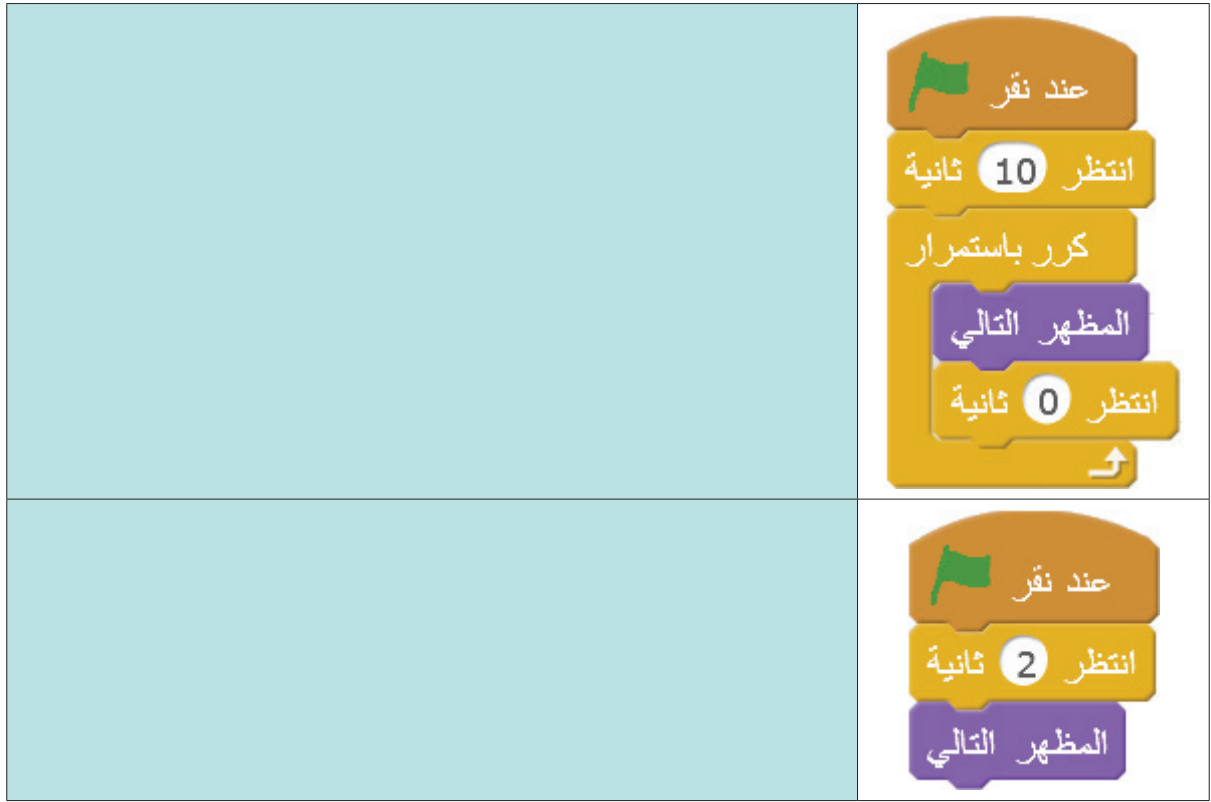 عند نقر
انتظر 10 ثانية
كرر باستمرار
المظهر التالي
انتظر 0 ثانية
عند نقر
انتظر 2 ثانية
المظهر التالي